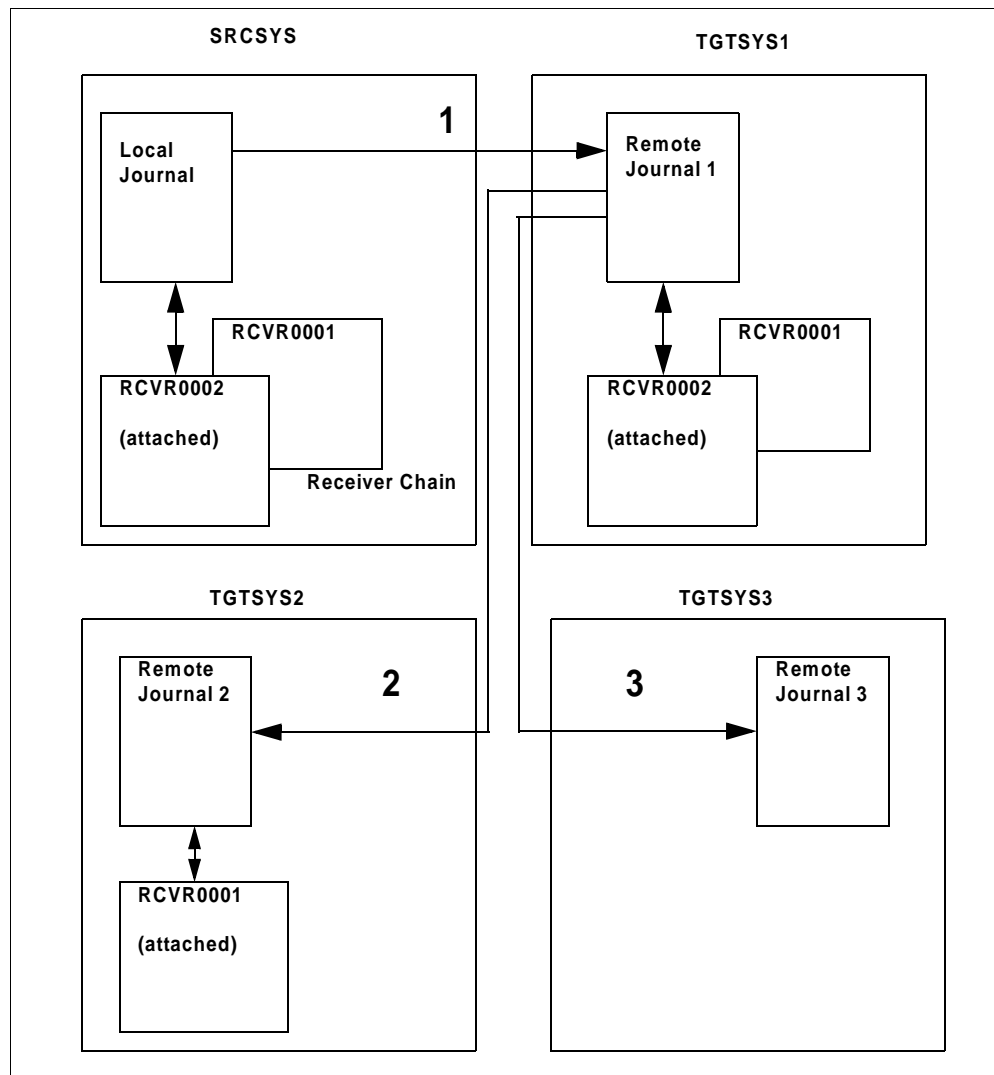 SRCSYS
TGTSYS1
1
Local
Journal
Remote
Journal 1
RCVR0001
RCVR0002
(attached)
Receiver Chain
RCVR0001
RCVR0002
(attached)
TGTSYS2
TGTSYS3
Remote
Journal 2
2
3
Remote
Journal 3
RCVR0001
(attached)